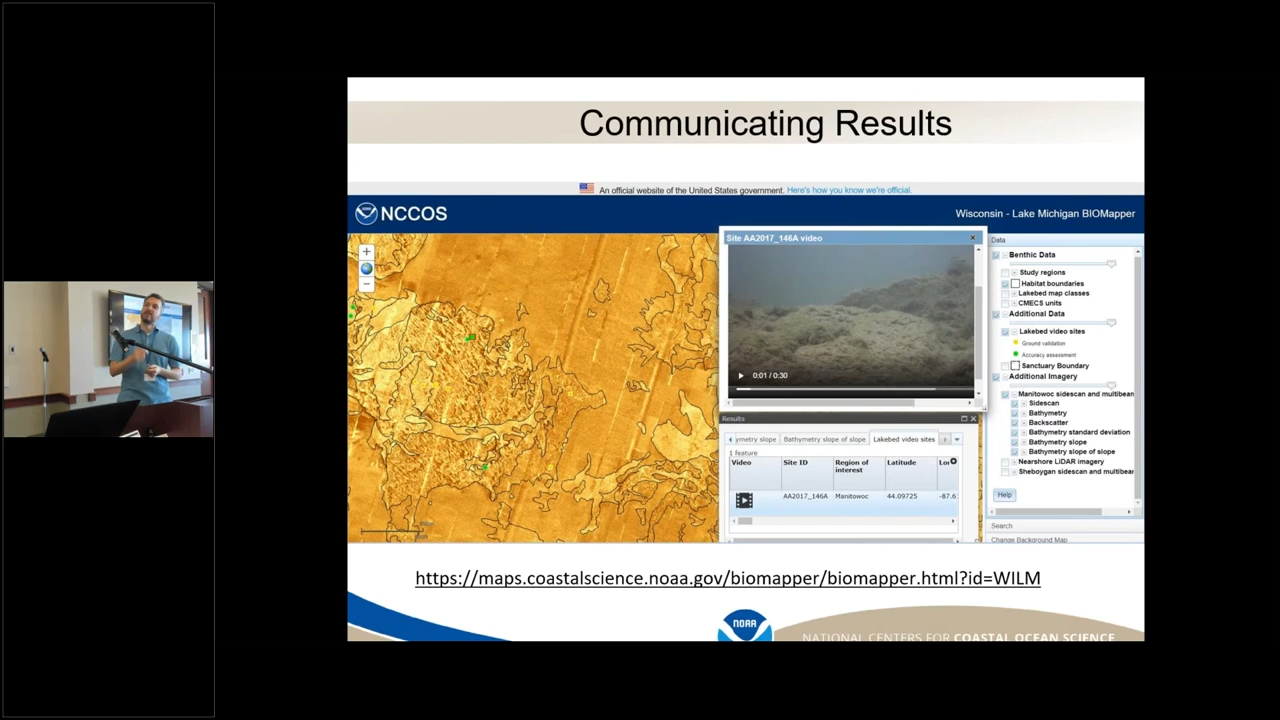 Communicating Results
An official website of the United States government. Here's how you know we're official.
NCCOS
Wisconsin - Lake Michigan BIOMapper
+
−
Site AA2017_146A video
0:01 / 0:30
Results
ymetry slope
Bathymetry slope of slope
Lakebed video sites
1 feature
Video
Site ID
Region of
interest
Latitude
AA2017_146A
Manitowoc
44.09725
-87.6
Data
Benthic Data
Study regions
Habitat boundaries
Lakebed map classes
CMECS units
Additional Data
Lakebed video sites
Ground validation
Accuracy assessment
Sanctuary Boundary
Additional Imagery
Manitowoc sidescan and multibeam
Sidescan
Bathymetry
Backscatter
Bathymetry standard deviation
Bathymetry slope
Bathymetry slope of slope
Nearshore LiDAR imagery
Sheboygan sidescan and multibear
Help
Search
Change Background Map
https://maps.coastalscience.noaa.gov/biomapper/biomapper.html?id=WILM
NOAA
NATIONAL CENTERS FOR COASTAL OCEAN SCIENCE